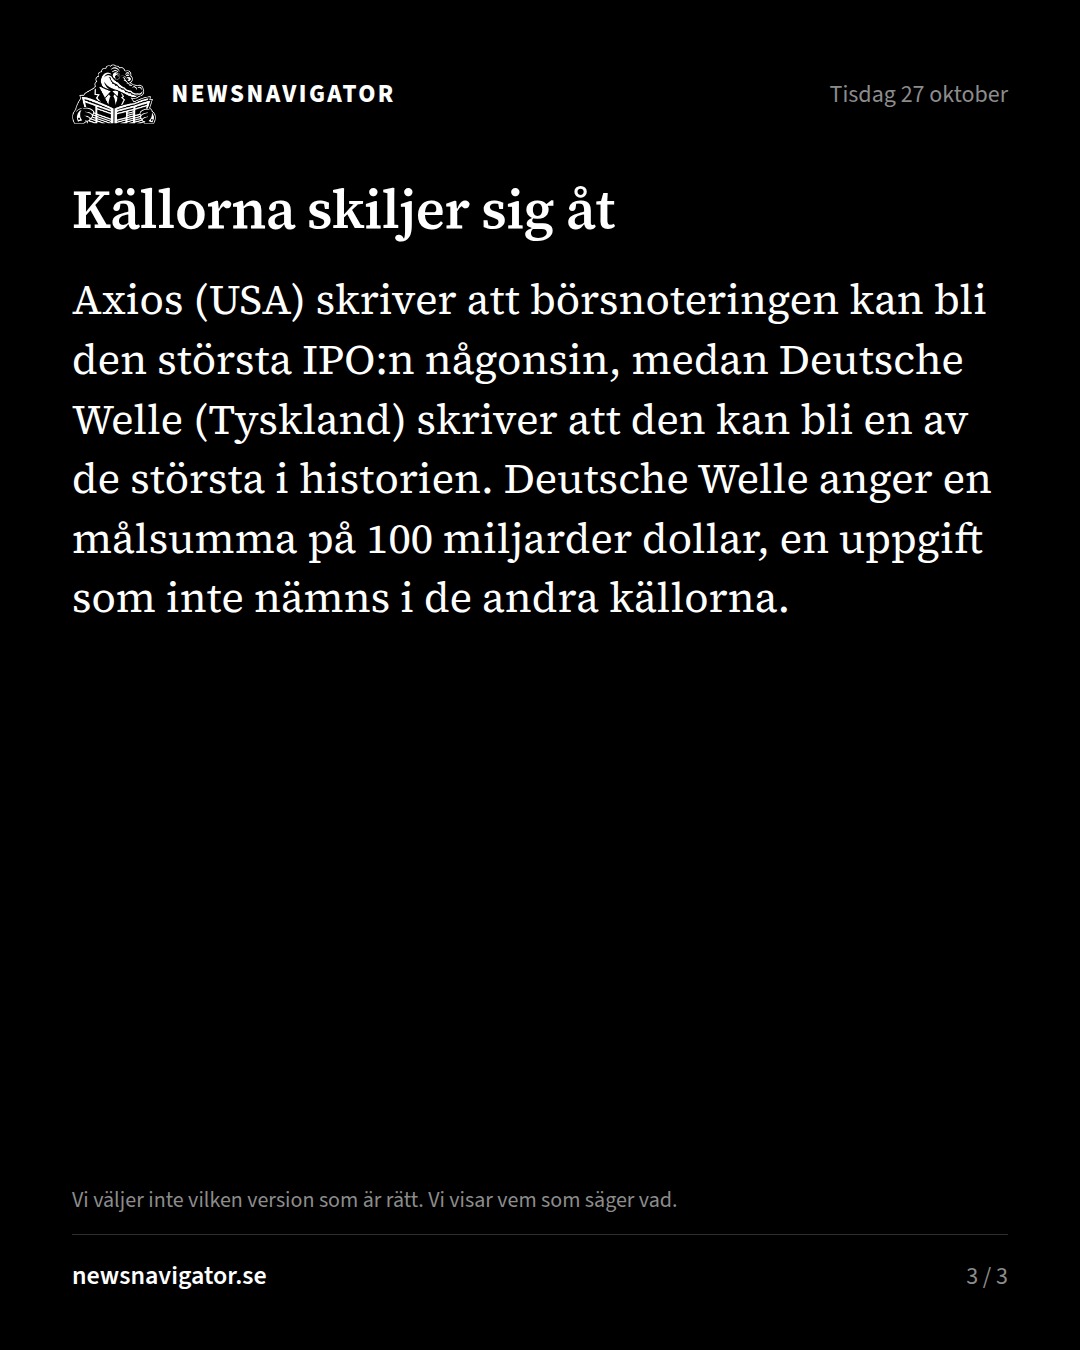 NEWSNAVIGATOR
Tisdag 27 oktober
Källorna skiljer sig åt
Axios (USA) skriver att börsnoteringen kan bli
den största IPO:n någonsin, medan Deutsche
Welle (Tyskland) skriver att den kan bli en av
de största i historien. Deutsche Welle anger en
målsumma på 100 miljarder dollar, en uppgift
som inte nämns i de andra källorna.
Vi väljer inte vilken version som är rätt. Vi visar vem som säger vad.
newsnavigator.se
3 / 3